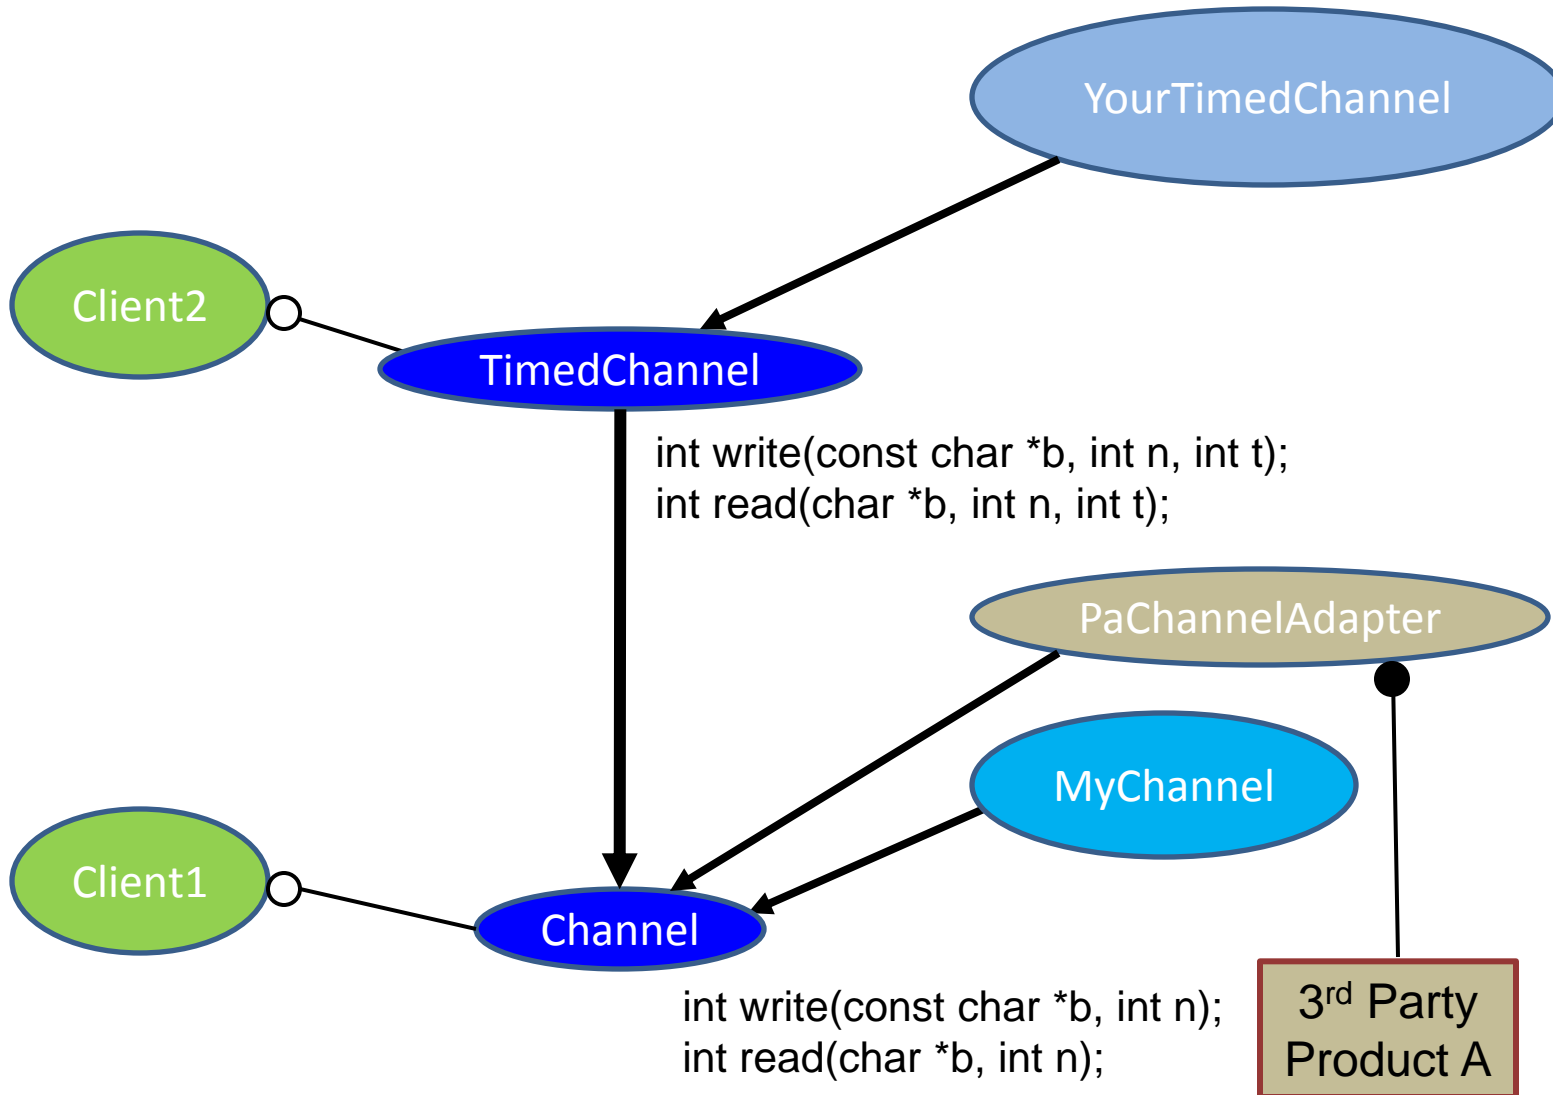 YourTimedChannel
Client2
TimedChannel
int write(const char *b, int n, int t);
int read(char *b, int n, int t);
PaChannelAdapter
MyChannel
Client1
Channel
int write(const char *b, int n);
int read(char *b, int n);
3rd Party
Product A